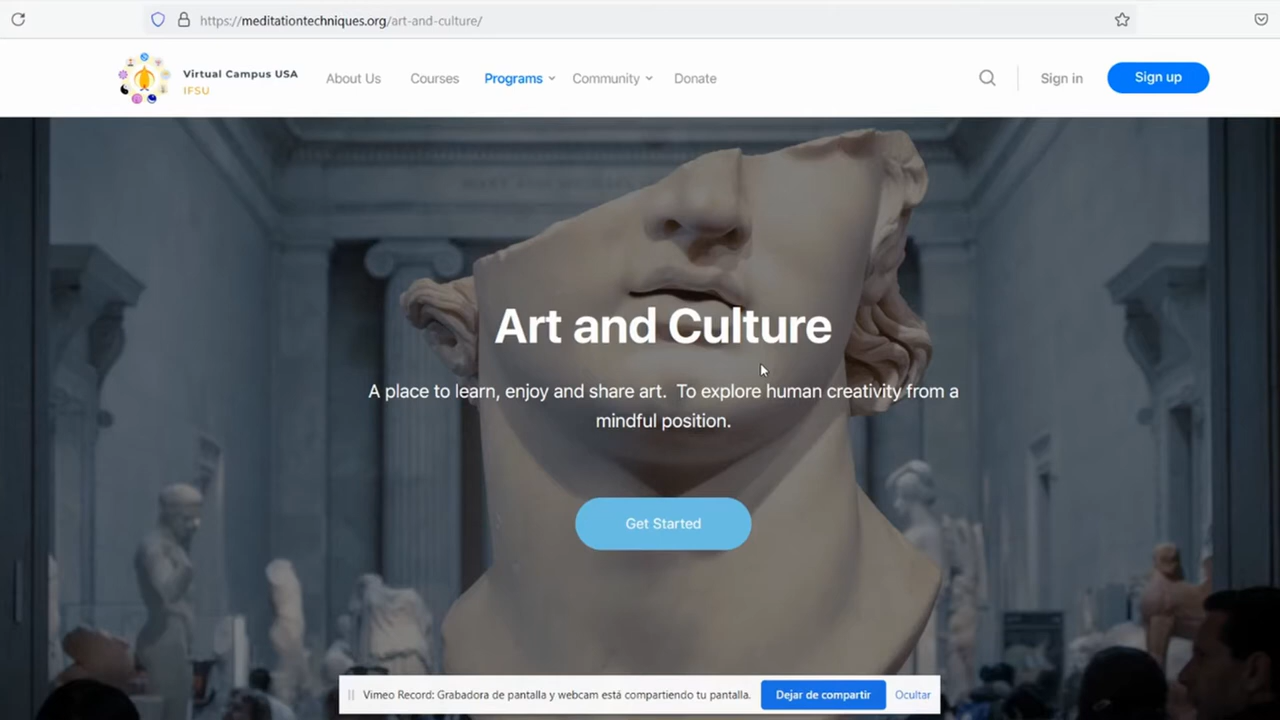 https://meditationtechniques.org/art-and-culture/
Virtual Campus USA
IFSU
About Us
Courses
Programs
Community
Donate
Sign in
Sign up
Art and Culture
A place to learn, enjoy and share art. To explore human creativity from a
mindful position.
Get Started
Vimeo Record: Grabadora de pantalla y webcam está compartiendo tu pantalla.
Dejar de compartir
Ocultar